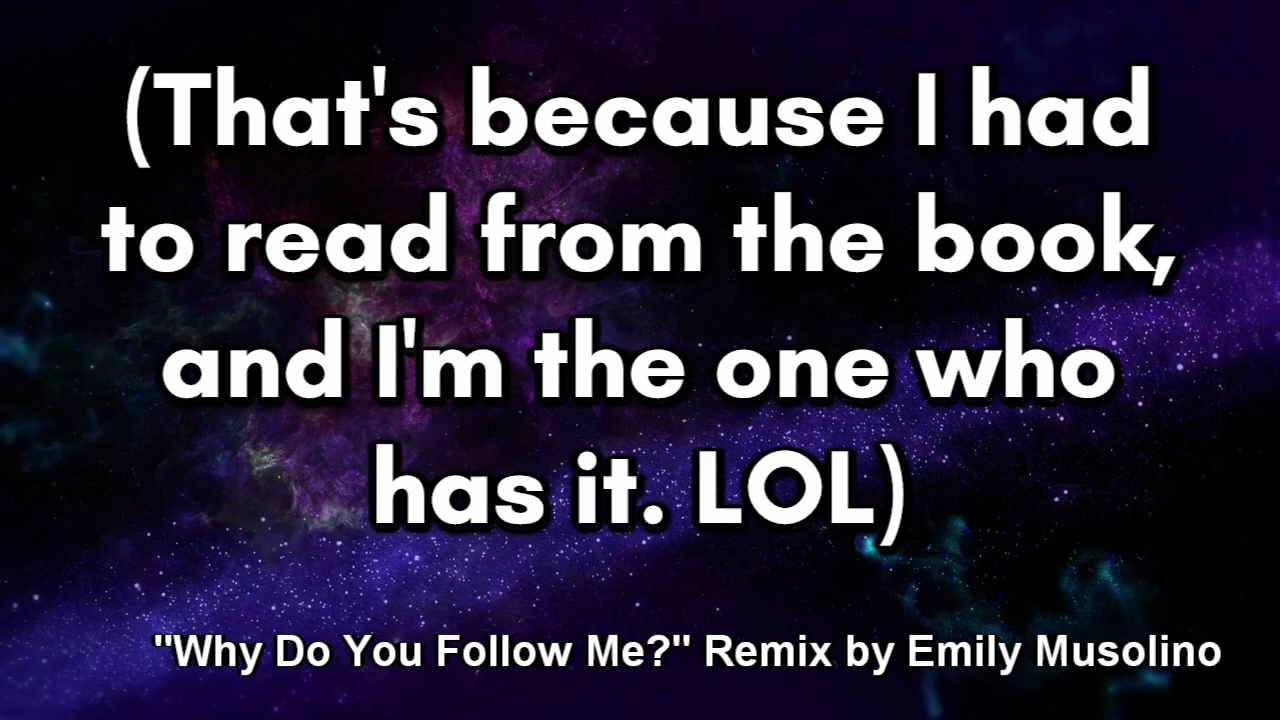 (That's because I had
to read from the book,
and I'm the one who
has it. LOL)
"Why Do You Follow Me?" Remix by Emily Musolino